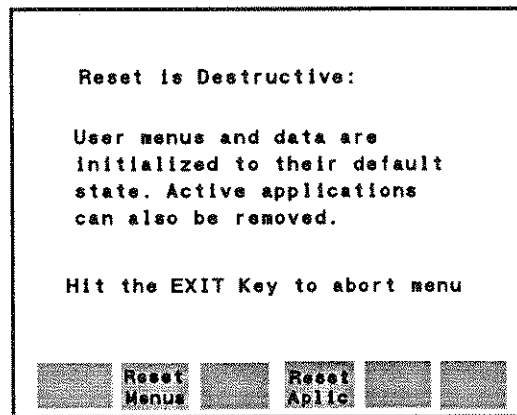 Reset is Destructive:
User menus and data are
initialized to their default
state. Active applications
can also be removed.
Hit the EXIT Key to abort menu
Reset
Menus
Reset
Aplic